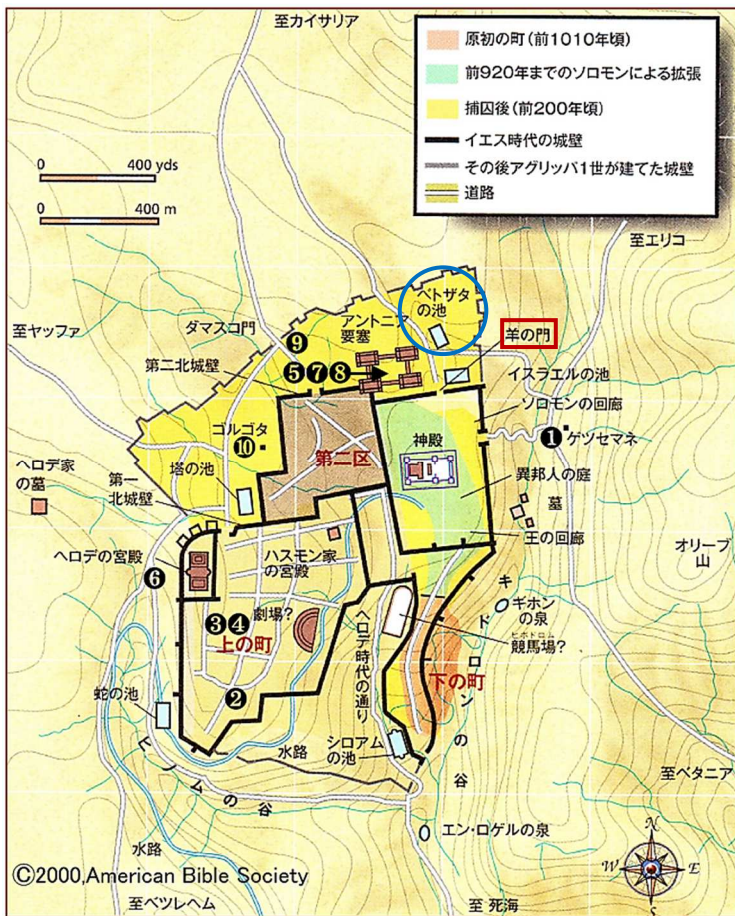 至カイサリア
原初の町(前1010年頃)
前920年までのソロモンによる拡張
捕囚後(前200年頃)
イエス時代の城壁
その後アグリッパ1世が建てた城壁
道路
0 400 yds
0 400 m
至エリコ
至ヤッファ
ダマスコ門
ベトザタ
の池
アントニア
要塞
羊の門
❾
第二北城壁
❺❼❽
イスラエルの池
ソロモンの回廊
ゴルゴタ
❿
第二区
神殿
❶
ゲツセマネ
塔の池
ヘロデ家
の墓
第一
北城壁
異邦人の庭
墓
王の回廊
オリーブ
山
ヘロデの宮殿
ハスモン家
の宮殿
❻
❸❹
劇場?
上の町
ギホン
の泉
ヒポドロム
競馬場?
ヘロデ時代の通り
下の町
キドロンの谷
❷
蛇の池
シロアム
の池
水路
ヒノムの谷
至ベタニア
エン・ロゲルの泉
水路
N
W E
S
©2000,American Bible Society
至ベツレヘム
至 死海